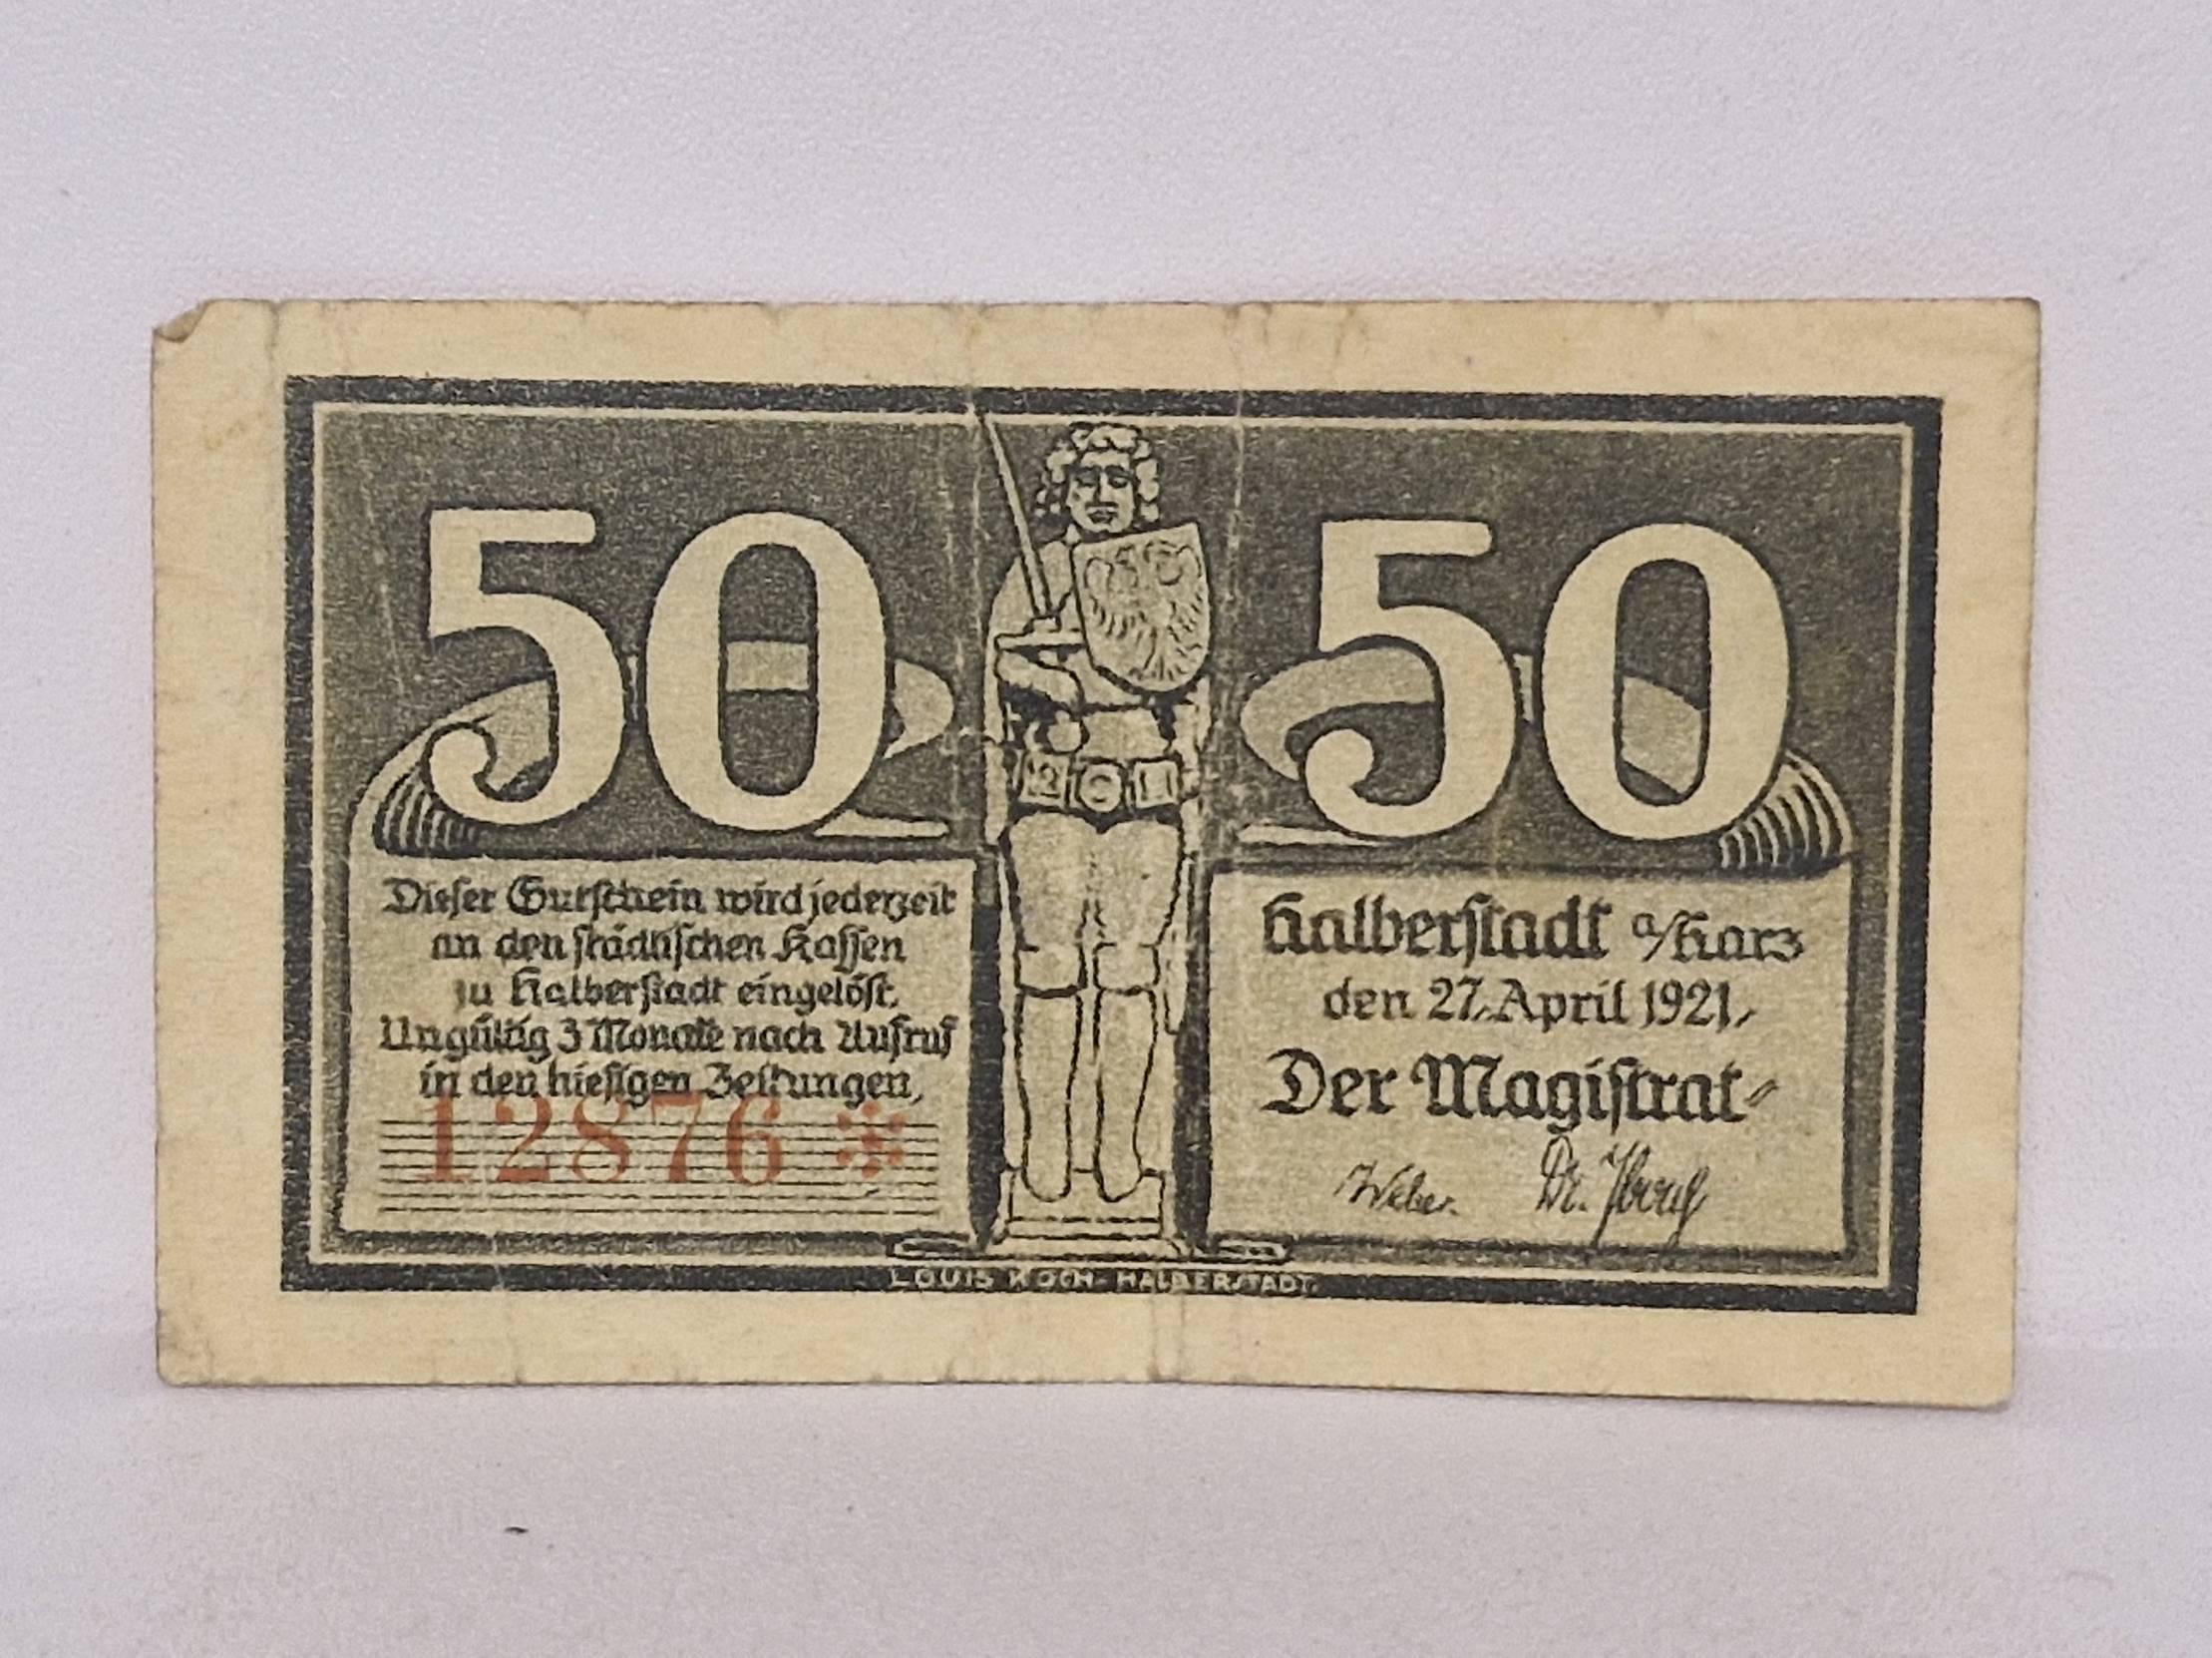 50 50
Dieser Gutschein wird jederzeit
an den städtischen Kassen
zu Halberstadt eingelöst.
Ungültig 3 Monate nach Aufruf
in den hiesigen Zeitungen,
12876 *
Halberstadt a/Harz
den 27. April 1921,
Der Magistrat
Weber. Dr.
LOUIS KOCH - HALBERSTADT.